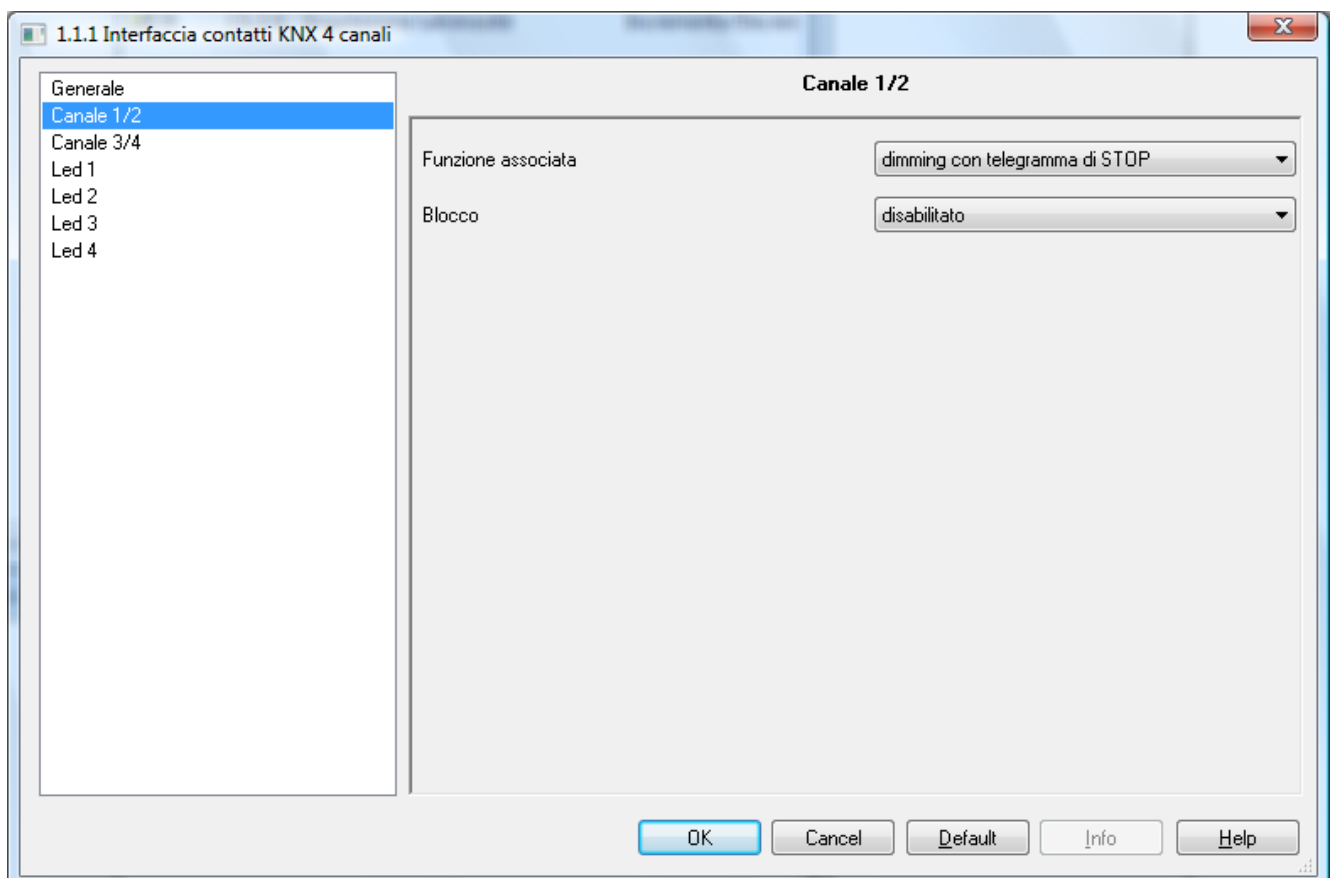 1.1.1 Interfaccia contatti KNX 4 canali
Generale
Canale 1/2
Canale 3/4
Led 1
Led 2
Led 3
Led 4
Canale 1/2
Funzione associata
dimming con telegramma di STOP
Blocco
disabilitato
OK
Cancel
Default
Info
Help